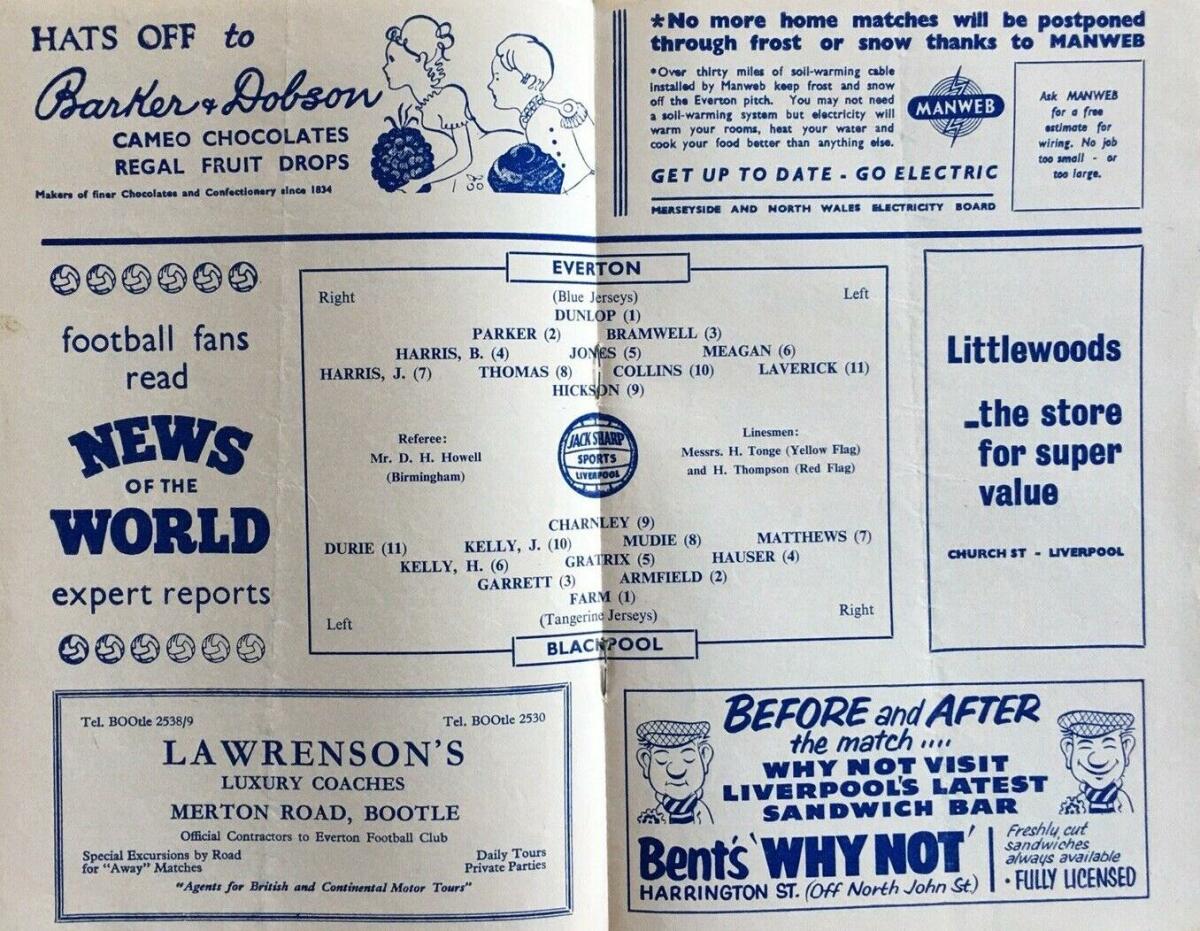 HATS OFF to
Barker & Dobson
CAMEO CHOCOLATES
REGAL FRUIT DROPS
Makers of finer Chocolates and Confectionery since 1834
*No more home matches will be postponed
through frost or snow thanks to MANWEB
*Over thirty miles of soil-warming cable
installed by Manweb keep frost and snow
off the Everton pitch. You may not need
a soil-warming system but electricity will
warm your rooms, heat your water and
cook your food better than anything else.
MANWEB
GET UP TO DATE - GO ELECTRIC
MERSEYSIDE AND NORTH WALES ELECTRICITY BOARD
Ask MANWEB
for a free
estimate for
wiring. No job
too small - or
too large.
football fans
read
NEWS
OF THE
WORLD
expert reports
EVERTON
Right (Blue Jerseys) Left
DUNLOP (1)
PARKER (2) BRAMWELL (3)
HARRIS, B. (4) JONES (5) MEAGAN (6)
HARRIS, J. (7) THOMAS (8) COLLINS (10) LAVERICK (11)
HICKSON (9)
Referee:
Mr. D. H. Howell
(Birmingham)
JACK SHARP
SPORTS
LIVERPOOL
Linesmen:
Messrs. H. Tonge (Yellow Flag)
and H. Thompson (Red Flag)
CHARNLEY (9)
DURIE (11) KELLY, J. (10) MUDIE (8) MATTHEWS (7)
KELLY, H. (6) GRATRIX (5) HAUSER (4)
GARRETT (3) ARMFIELD (2)
FARM (1)
Left (Tangerine Jerseys) Right
BLACKPOOL
Littlewoods
...the store
for super
value
CHURCH ST - LIVERPOOL
Tel. BOOtle 2538/9 Tel. BOOtle 2530
LAWRENSON'S
LUXURY COACHES
MERTON ROAD, BOOTLE
Official Contractors to Everton Football Club
Special Excursions by Road Daily Tours
for "Away" Matches Private Parties
"Agents for British and Continental Motor Tours"
BEFORE and AFTER
the match ....
WHY NOT VISIT
LIVERPOOL'S LATEST
SANDWICH BAR
Bent's 'WHY NOT'
HARRINGTON ST. (Off North John St.)
Freshly cut
sandwiches
always available
• FULLY LICENSED